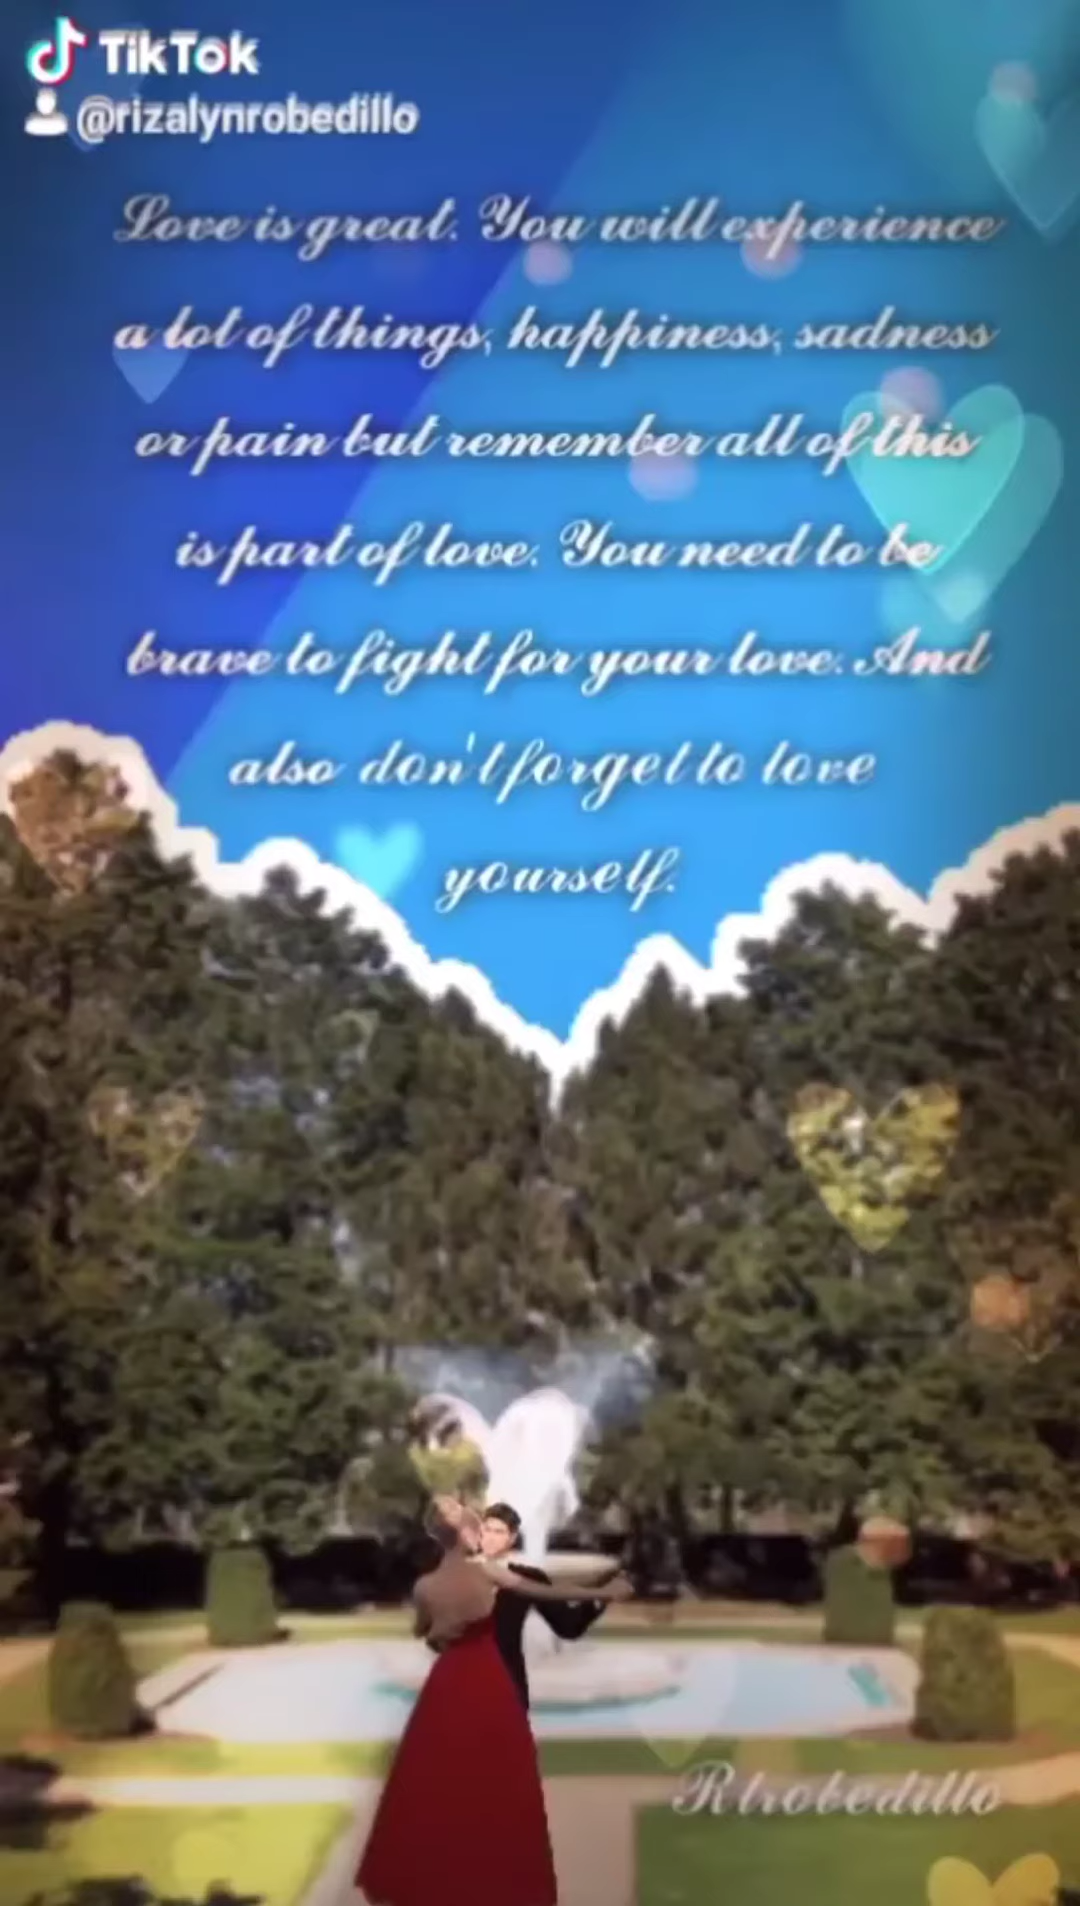 TikTok
@rizalynrobedillo
Love is great. You will experience
a lot of things, happiness, sadness
or pain but remember all of this
is part of love. You need to be
brave to fight for your love. And
also don't forget to love
yourself.
Rtrobedillo